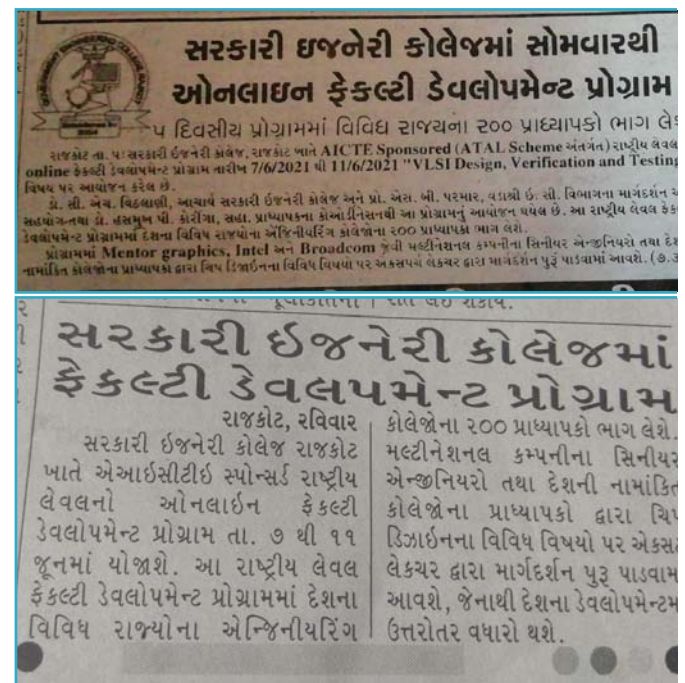 સરકારી ઇજનેરી કોલેજમાં સોમવારથી
ઓનલાઇન ફેકલ્ટી ડેવલોપમેન્ટ પ્રોગ્રામ
૫ દિવસીય પ્રોગ્રામમાં વિવિધ રાજ્યના ૨૦૦ પ્રાધ્યાપકો ભાગ લેશે
રાજકોટ તા. ૫: સરકારી ઇજનેરી કોલેજ, રાજકોટ ખાતે AICTE Sponsored (ATAL Scheme અંતર્ગત) રાષ્ટ્રીય લેવલ
online ફેકલ્ટી ડેવલોપમેન્ટ પ્રોગ્રામ તારીખ 7/6/2021 થી 11/6/2021 "VLSI Design, Verification and Testing
વિષય પર આયોજન કરેલ છે.
ડો. સી. એચ. વિઠલાણી, આચાર્ય સરકારી ઇજનેરી કોલેજ અને પ્રો. એસ. બી. પરમાર, વડાશ્રી ઇ. સી. વિભાગના માર્ગદર્શન
સહયોગ તથા ડો. હસમુખ પી. કોરીંગા, સહા. પ્રાધ્યાપકના કોઓર્ડીનેસનથી આ પ્રોગ્રામનું આયોજન થયેલ છે. આ રાષ્ટ્રીય લેવલ
ડેવલોપમેન્ટ પ્રોગ્રામમાં દેશના વિવિધ રાજ્યોના એંજિનીયરિંગ કોલેજોના ૨૦૦ પ્રાધ્યાપકો ભાગ લેશે.
પ્રોગ્રામમાં Mentor graphics, Intel અને Broadcom જેવી મલ્ટીનેશનલ કમ્પનીના સિનીયર એન્જીનિયરો તથા
નામાંકિત કોલેજોના પ્રાધ્યાપકો દ્વારા ચિપ ડિઝાઇનના વિવિધ વિષયો પર એક્સપર્ટ લેકચર દ્વારા માર્ગદર્શન પુરૂં પાડવામાં આવશે.
સરકારી ઇજનેરી કોલેજમાં
ફેકલ્ટી ડેવલપમેન્ટ પ્રોગ્રામ
રાજકોટ, રવિવાર
સરકારી ઇજનેરી કોલેજ રાજકોટ
ખાતે એઆઇસીટીઇ સ્પોન્સર્ડ રાષ્ટ્રીય
લેવલનો ઓનલાઇન ફેકલ્ટી
ડેવલોપમેન્ટ પ્રોગ્રામ તા. ૭ થી ૧૧
જૂનમાં યોજાશે. આ રાષ્ટ્રીય લેવલ
ફેકલ્ટી ડેવલોપમેન્ટ પ્રોગ્રામમાં દેશના
વિવિધ રાજ્યોના એન્જિનીયરિંગ
કોલેજોના ૨૦૦ પ્રાધ્યાપકો ભાગ લેશે.
મલ્ટીનેશનલ કમ્પનીના સિનીયર
એન્જીનિયરો તથા દેશની નામાંકિત
કોલેજોના પ્રાધ્યાપકો દ્વારા ચિપ
ડિઝાઇનના વિવિધ વિષયો પર
લેકચર દ્વારા માર્ગદર્શન પુરૂ પાડવામાં
આવશે, જેનાથી દેશના ડેવલોપમેન્ટમાં
ઉત્તરોતર વધારો થશે.